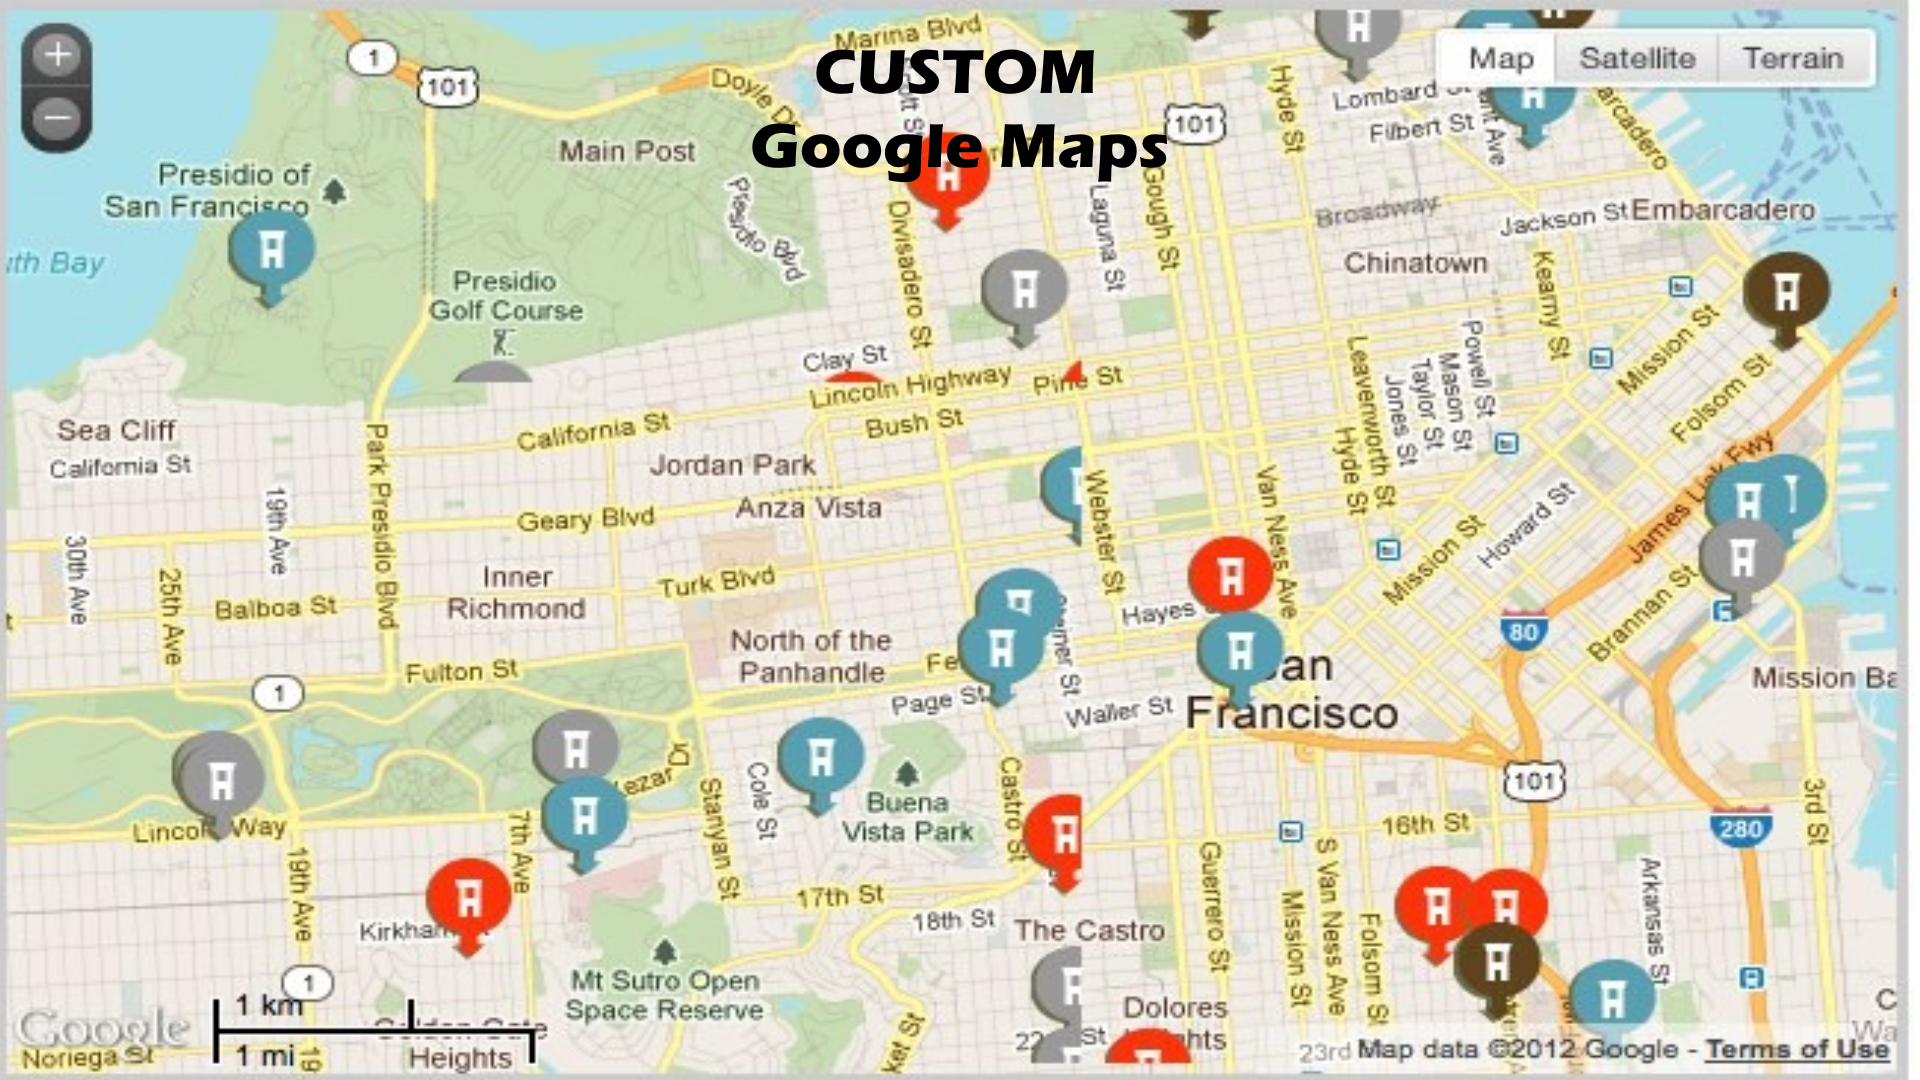 CUSTOM
Google Maps
Map
Satellite
Terrain
Marina Blvd
1
101
Doyle Dr
Lombard
Filbert St
Hyde St
101
Main Post
Presidio of
San Francisco
Presidio Blvd
Divisadero St
Laguna St
Gough St
Broadway
Jackson St
Embarcadero
Chinatown
Kearny St
Presidio
Golf Course
Clay St
Lincoln Highway
Pine St
Bush St
California St
Sea Cliff
California St
Park Presidio Blvd
Jordan Park
Anza Vista
Geary Blvd
Turk Blvd
Webster St
Van Ness Ave
Leavenworth St
Hyde St
Jones St
Taylor St
Mason St
Powell St
Mission St
Folsom St
James Lick Fwy
Howard St
Mission St
Brannan St
80
19th Ave
30th Ave
25th Ave
Balboa St
Inner
Richmond
Hayes
North of the
Panhandle
Fulton St
1
Page St
Waller St
San
Francisco
Mission Ba
101
280
3rd St
16th St
Cole St
Stanyan St
Buena
Vista Park
Castro St
Lincoln Way
7th Ave
19th Ave
17th St
18th St
The Castro
Guerrero St
Mission St
S Van Ness Ave
Folsom St
Arkansas St
Kirkham
1
Mt Sutro Open
Space Reserve
Dolores
Heights
1 km
1 mi
Google
Noriega St
Golden Gate
Heights
23rd
Map data ©2012 Google - Terms of Use